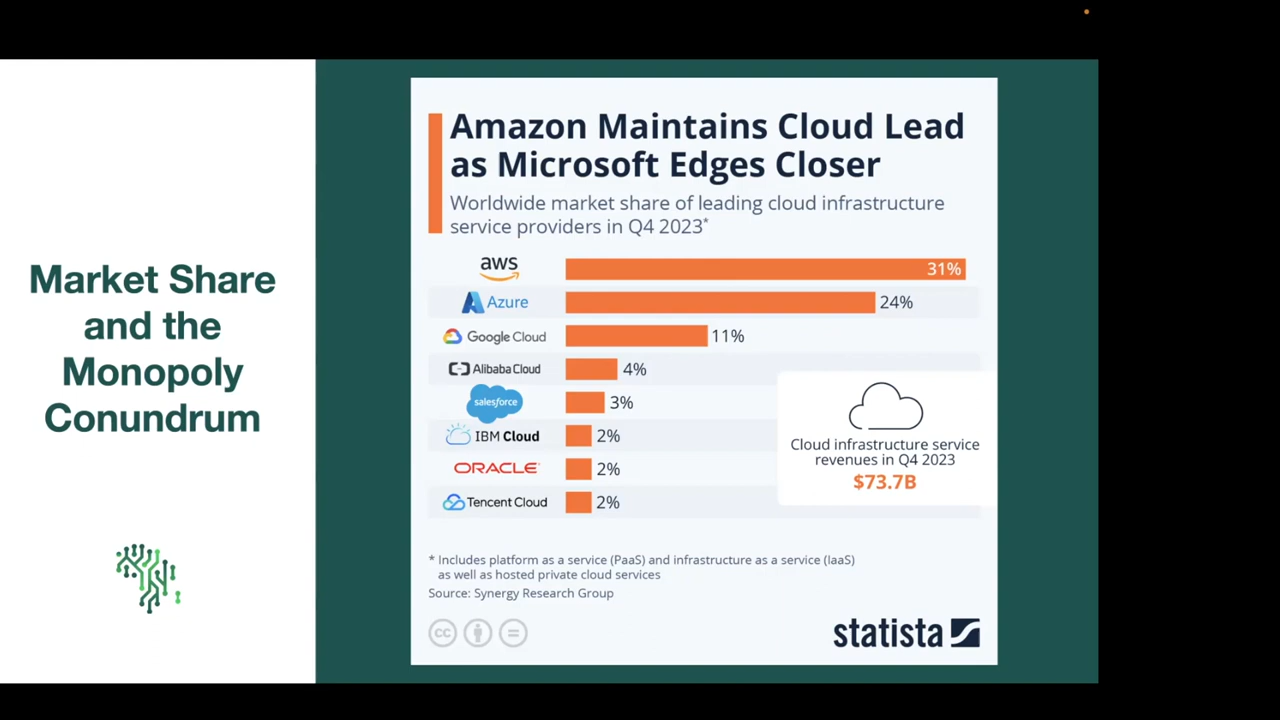 Market Share
and the
Monopoly
Conundrum
Amazon Maintains Cloud Lead
as Microsoft Edges Closer
Worldwide market share of leading cloud infrastructure
service providers in Q4 2023*
aws 31%
Azure 24%
Google Cloud 11%
Alibaba Cloud 4%
salesforce 3%
IBM Cloud 2%
ORACLE 2%
Tencent Cloud 2%
Cloud infrastructure service
revenues in Q4 2023
$73.7B
* Includes platform as a service (PaaS) and infrastructure as a service (IaaS)
as well as hosted private cloud services
Source: Synergy Research Group
cc
statista